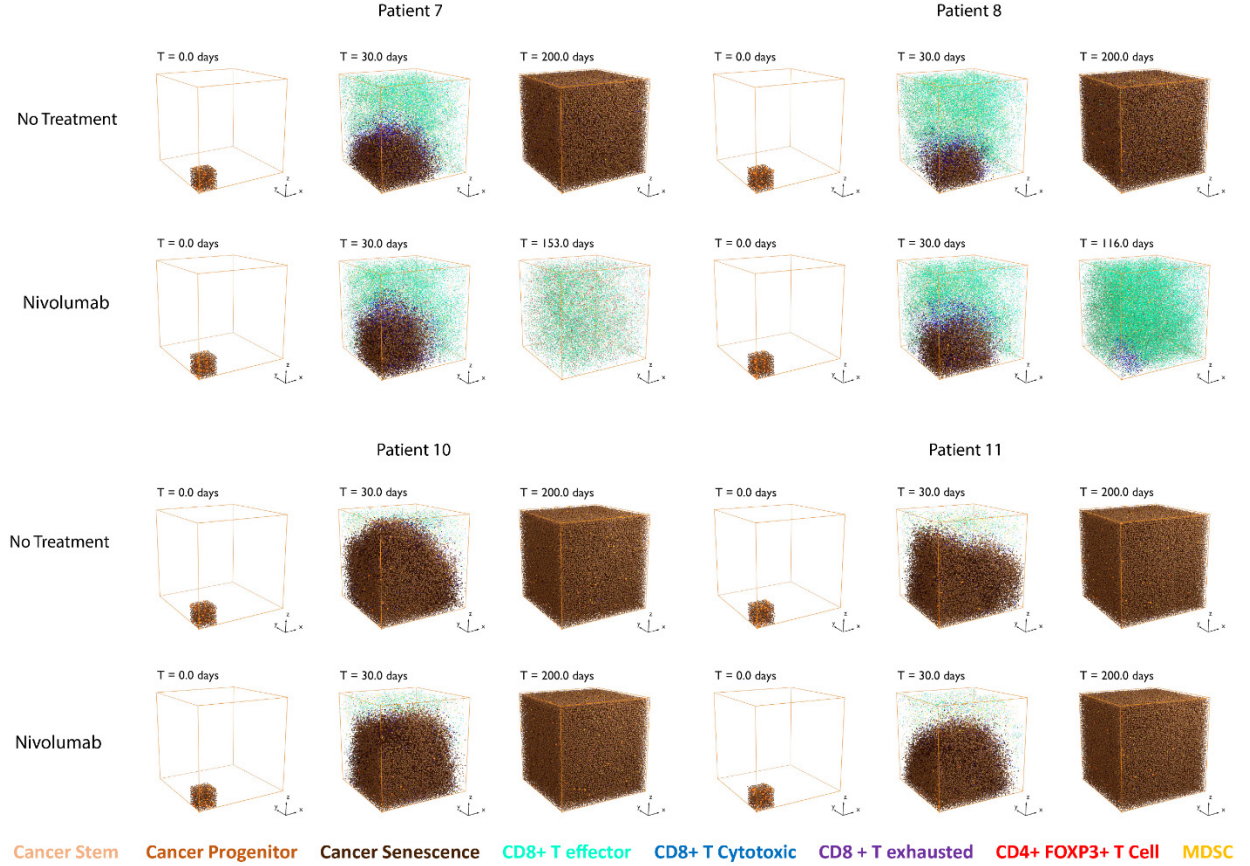 Patient 7 Patient 8
T = 0.0 days T = 30.0 days T = 200.0 days T = 0.0 days T = 30.0 days T = 200.0 days
No Treatment
z y x z y x z y x z y x z y x z y x
T = 0.0 days T = 30.0 days T = 153.0 days T = 0.0 days T = 30.0 days T = 116.0 days
Nivolumab
z y x z y x z y x z y x z y x z y x
Patient 10 Patient 11
T = 0.0 days T = 30.0 days T = 200.0 days T = 0.0 days T = 30.0 days T = 200.0 days
No Treatment
z y x z y x z y x z y x z y x z y x
T = 0.0 days T = 30.0 days T = 200.0 days T = 0.0 days T = 30.0 days T = 200.0 days
Nivolumab
z y x z y x z y x z y x z y x z y x
Cancer Stem Cancer Progenitor Cancer Senescence CD8+ T effector CD8+ T Cytotoxic CD8 + T exhausted CD4+ FOXP3+ T Cell MDSC